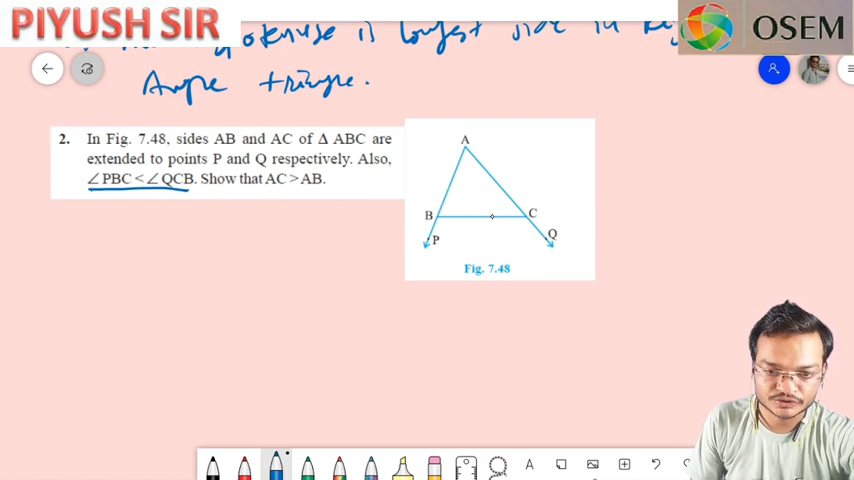 PIYUSH SIR
OSEM
is longest side in
Angle triangle.
2. In Fig. 7.48, sides AB and AC of Δ ABC are
extended to points P and Q respectively. Also,
∠PBC < ∠QCB. Show that AC > AB.
A
B
C
P
Q
Fig. 7.48
A